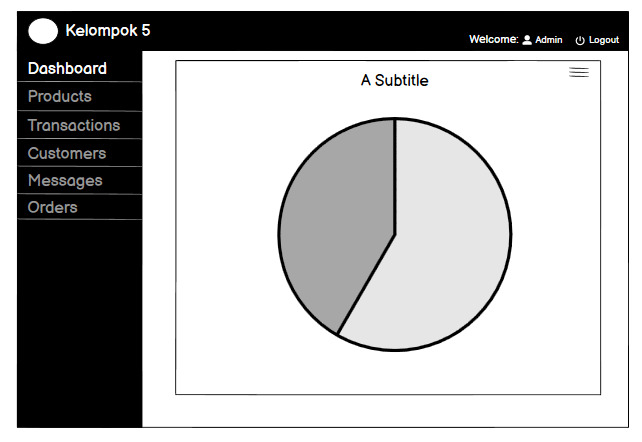 Kelompok 5
Welcome: Admin Logout
Dashboard
Products
Transactions
Customers
Messages
Orders
A Subtitle